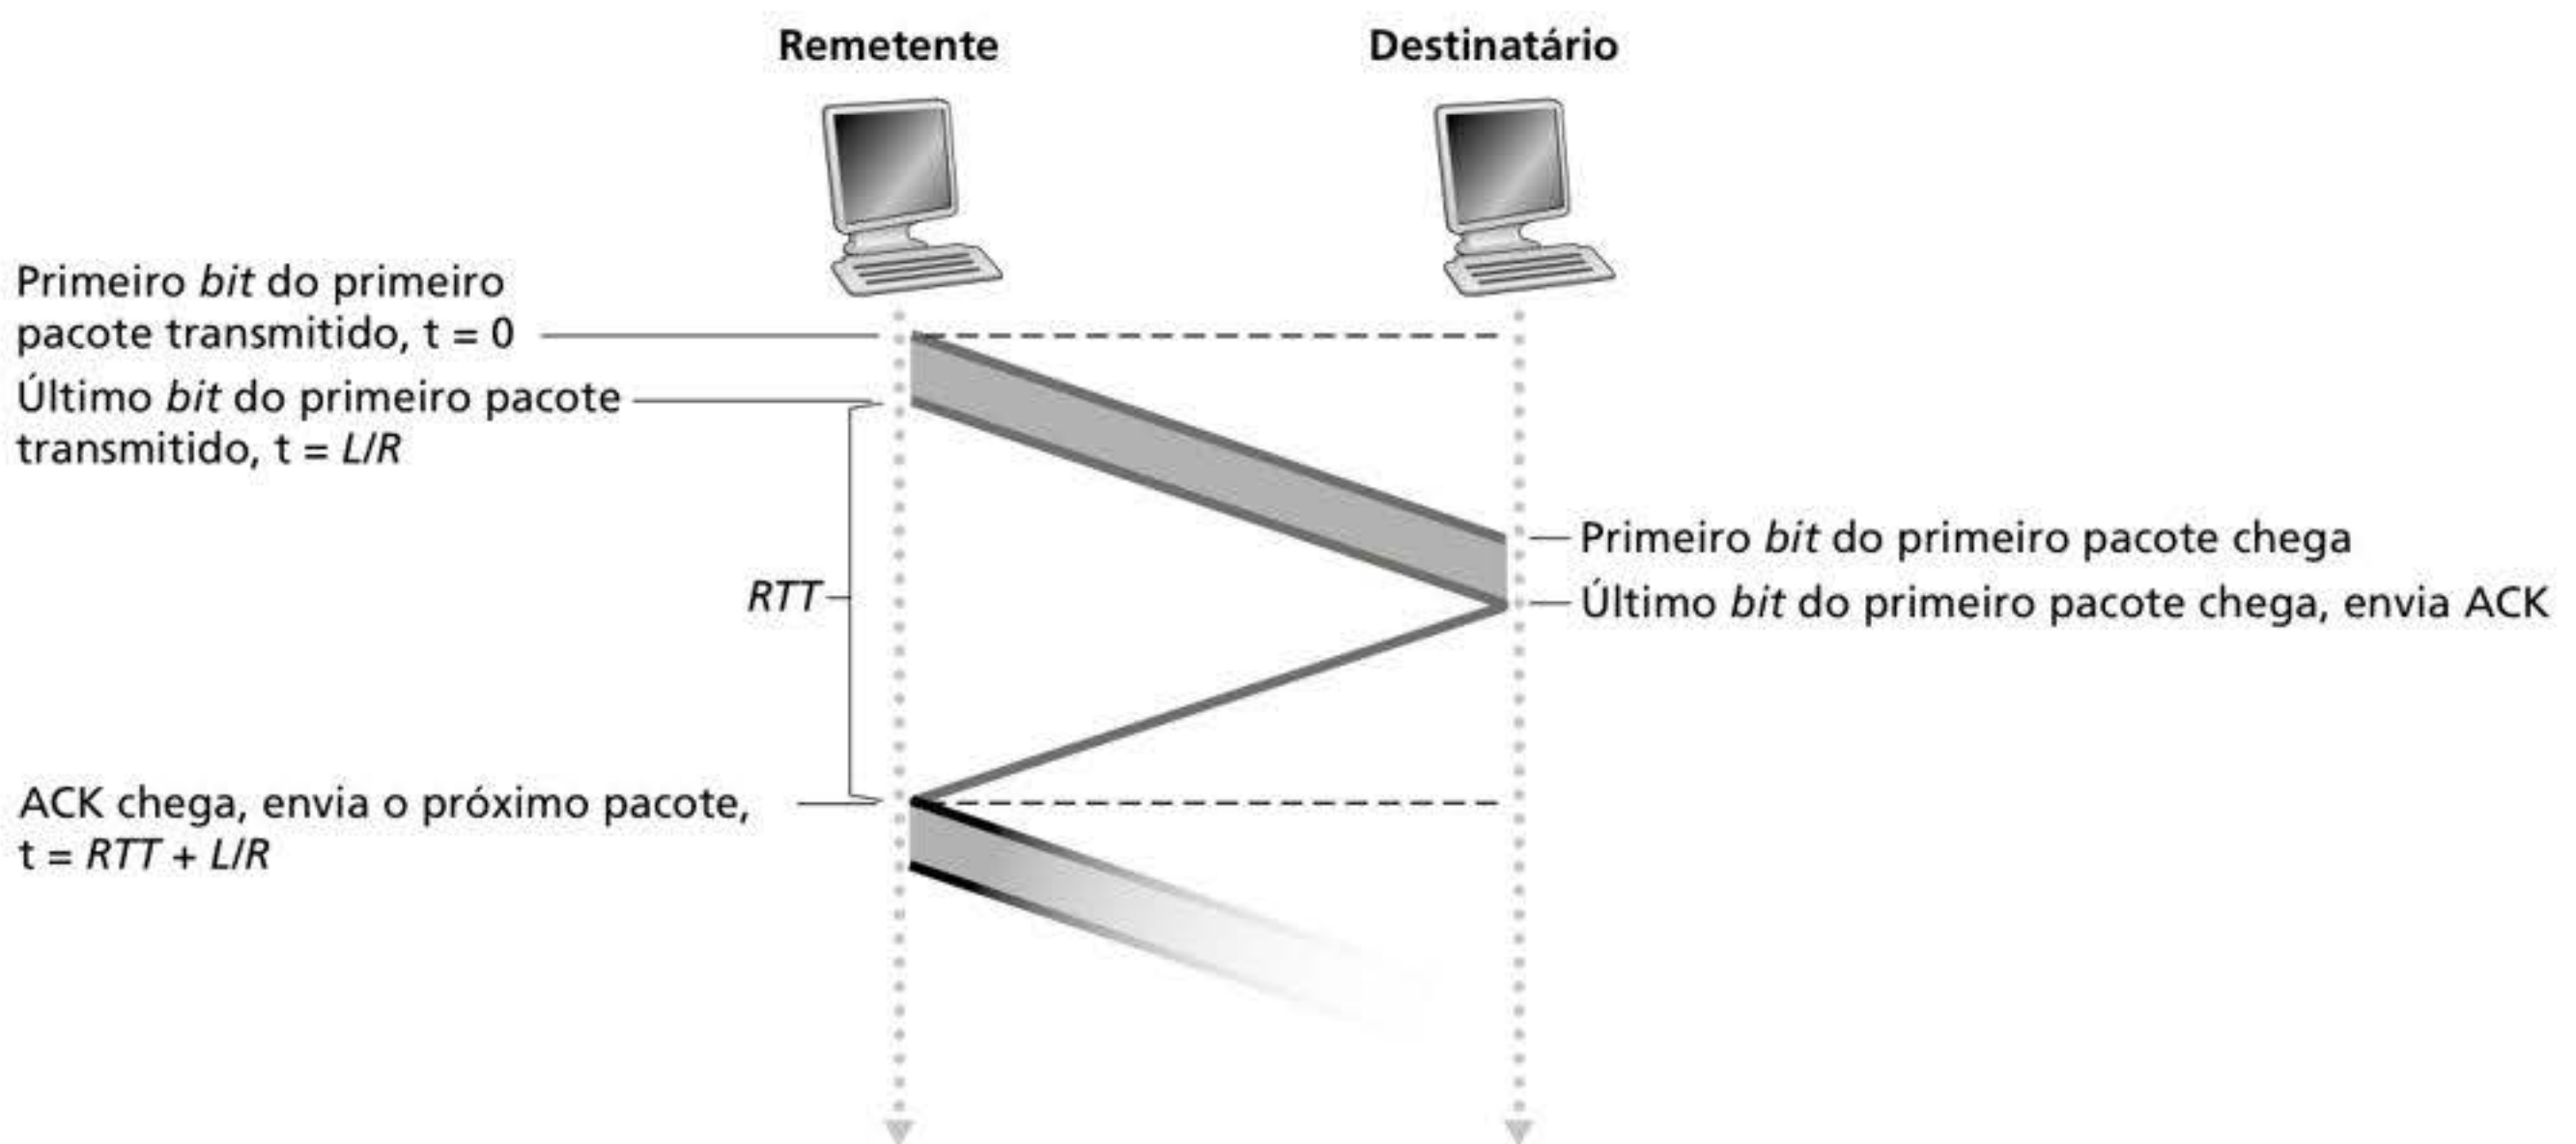 Remetente
Destinatário
Primeiro bit do primeiro
pacote transmitido, t = 0
Último bit do primeiro pacote
transmitido, t = L/R
Primeiro bit do primeiro pacote chega
RTT
Último bit do primeiro pacote chega, envia ACK
ACK chega, envia o próximo pacote,
t = RTT + L/R